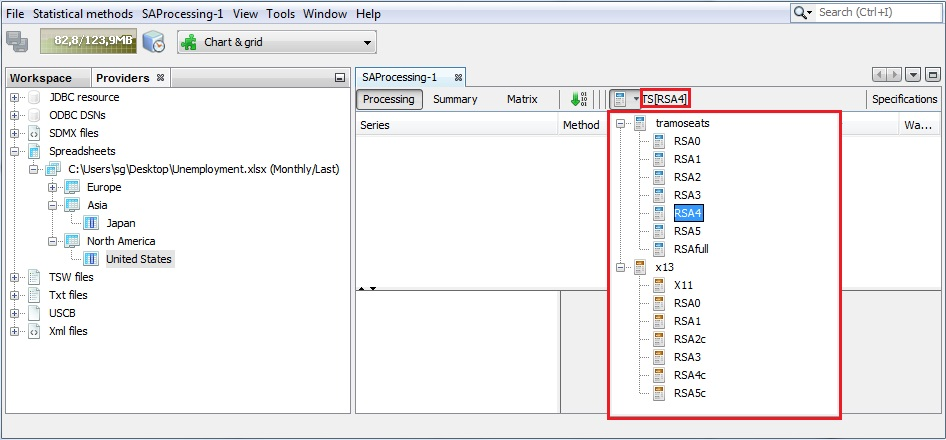 File Statistical methods SAProcessing-1 View Tools Window Help Search (Ctrl+I)
82,8/123,9MB Chart & grid
Workspace Providers
JDBC resource
ODBC DSNs
SDMX files
Spreadsheets
C:\Users\sg\Desktop\Unemployment.xlsx (Monthly/Last)
Europe
Asia
Japan
North America
United States
TSW files
Txt files
USCB
Xml files
SAProcessing-1
Processing Summary Matrix TS[RSA4] Specifications
Series Method Wa...
tramoseats
RSA0
RSA1
RSA2
RSA3
RSA4
RSA5
RSAfull
x13
X11
RSA0
RSA1
RSA2c
RSA3
RSA4c
RSA5c